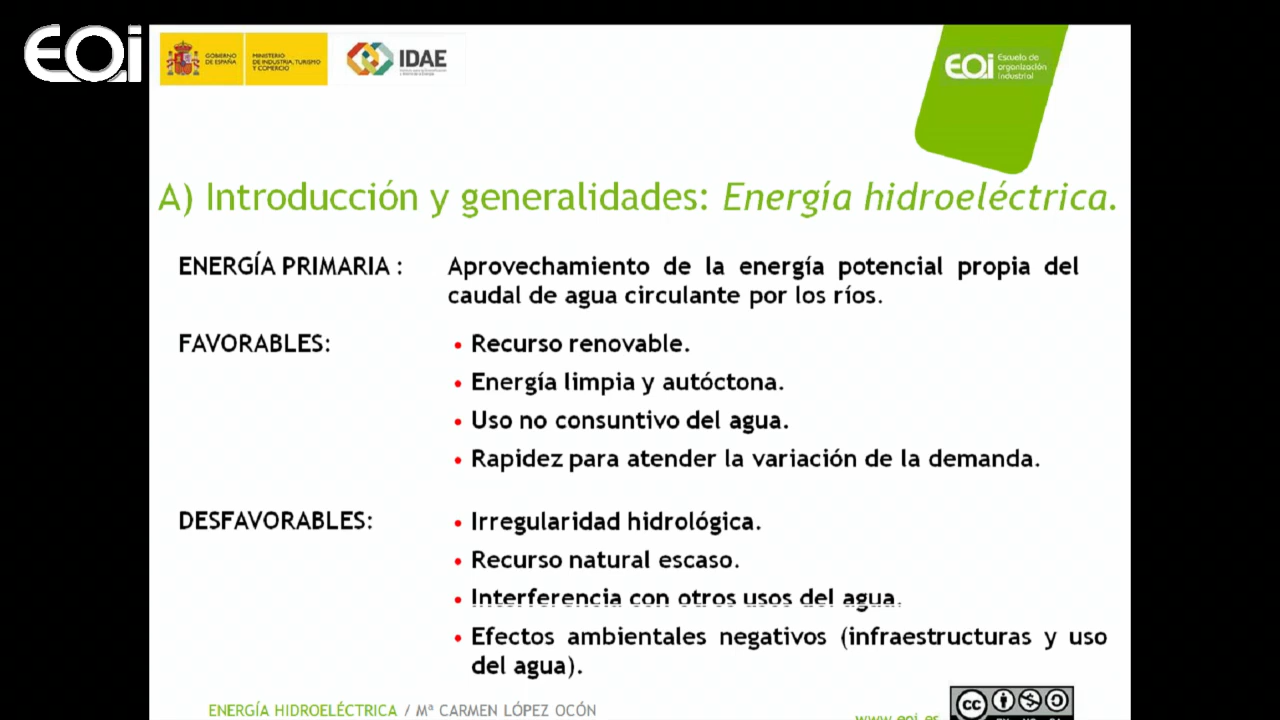 EOi
GOBIERNO
DE ESPAÑA
MINISTERIO
DE INDUSTRIA, TURISMO
Y COMERCIO
IDAE
EOi
Escuela de
organización
industrial
A) Introducción y generalidades: Energía hidroeléctrica.
ENERGÍA PRIMARIA : Aprovechamiento de la energía potencial propia del
caudal de agua circulante por los ríos.
FAVORABLES: • Recurso renovable.
• Energía limpia y autóctona.
• Uso no consuntivo del agua.
• Rapidez para atender la variación de la demanda.
DESFAVORABLES: • Irregularidad hidrológica.
• Recurso natural escaso.
• Interferencia con otros usos del agua.
• Efectos ambientales negativos (infraestructuras y uso
del agua).
ENERGÍA HIDROELÉCTRICA / Mª CARMEN LÓPEZ OCÓN
www.eoi.es
cc